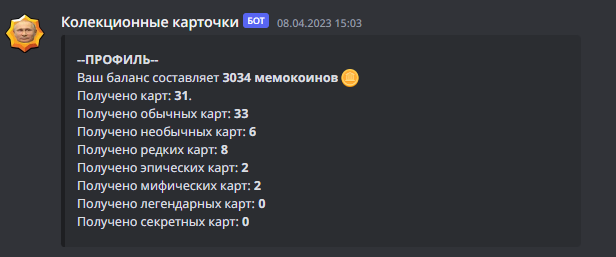 Колекционные карточки БОТ 08.04.2023 15:03
--ПРОФИЛЬ--
Ваш баланс составляет 3034 мемокоинов
Получено карт: 31.
Получено обычных карт: 33
Получено необычных карт: 6
Получено редких карт: 8
Получено эпических карт: 2
Получено мифических карт: 2
Получено легендарных карт: 0
Получено секретных карт: 0